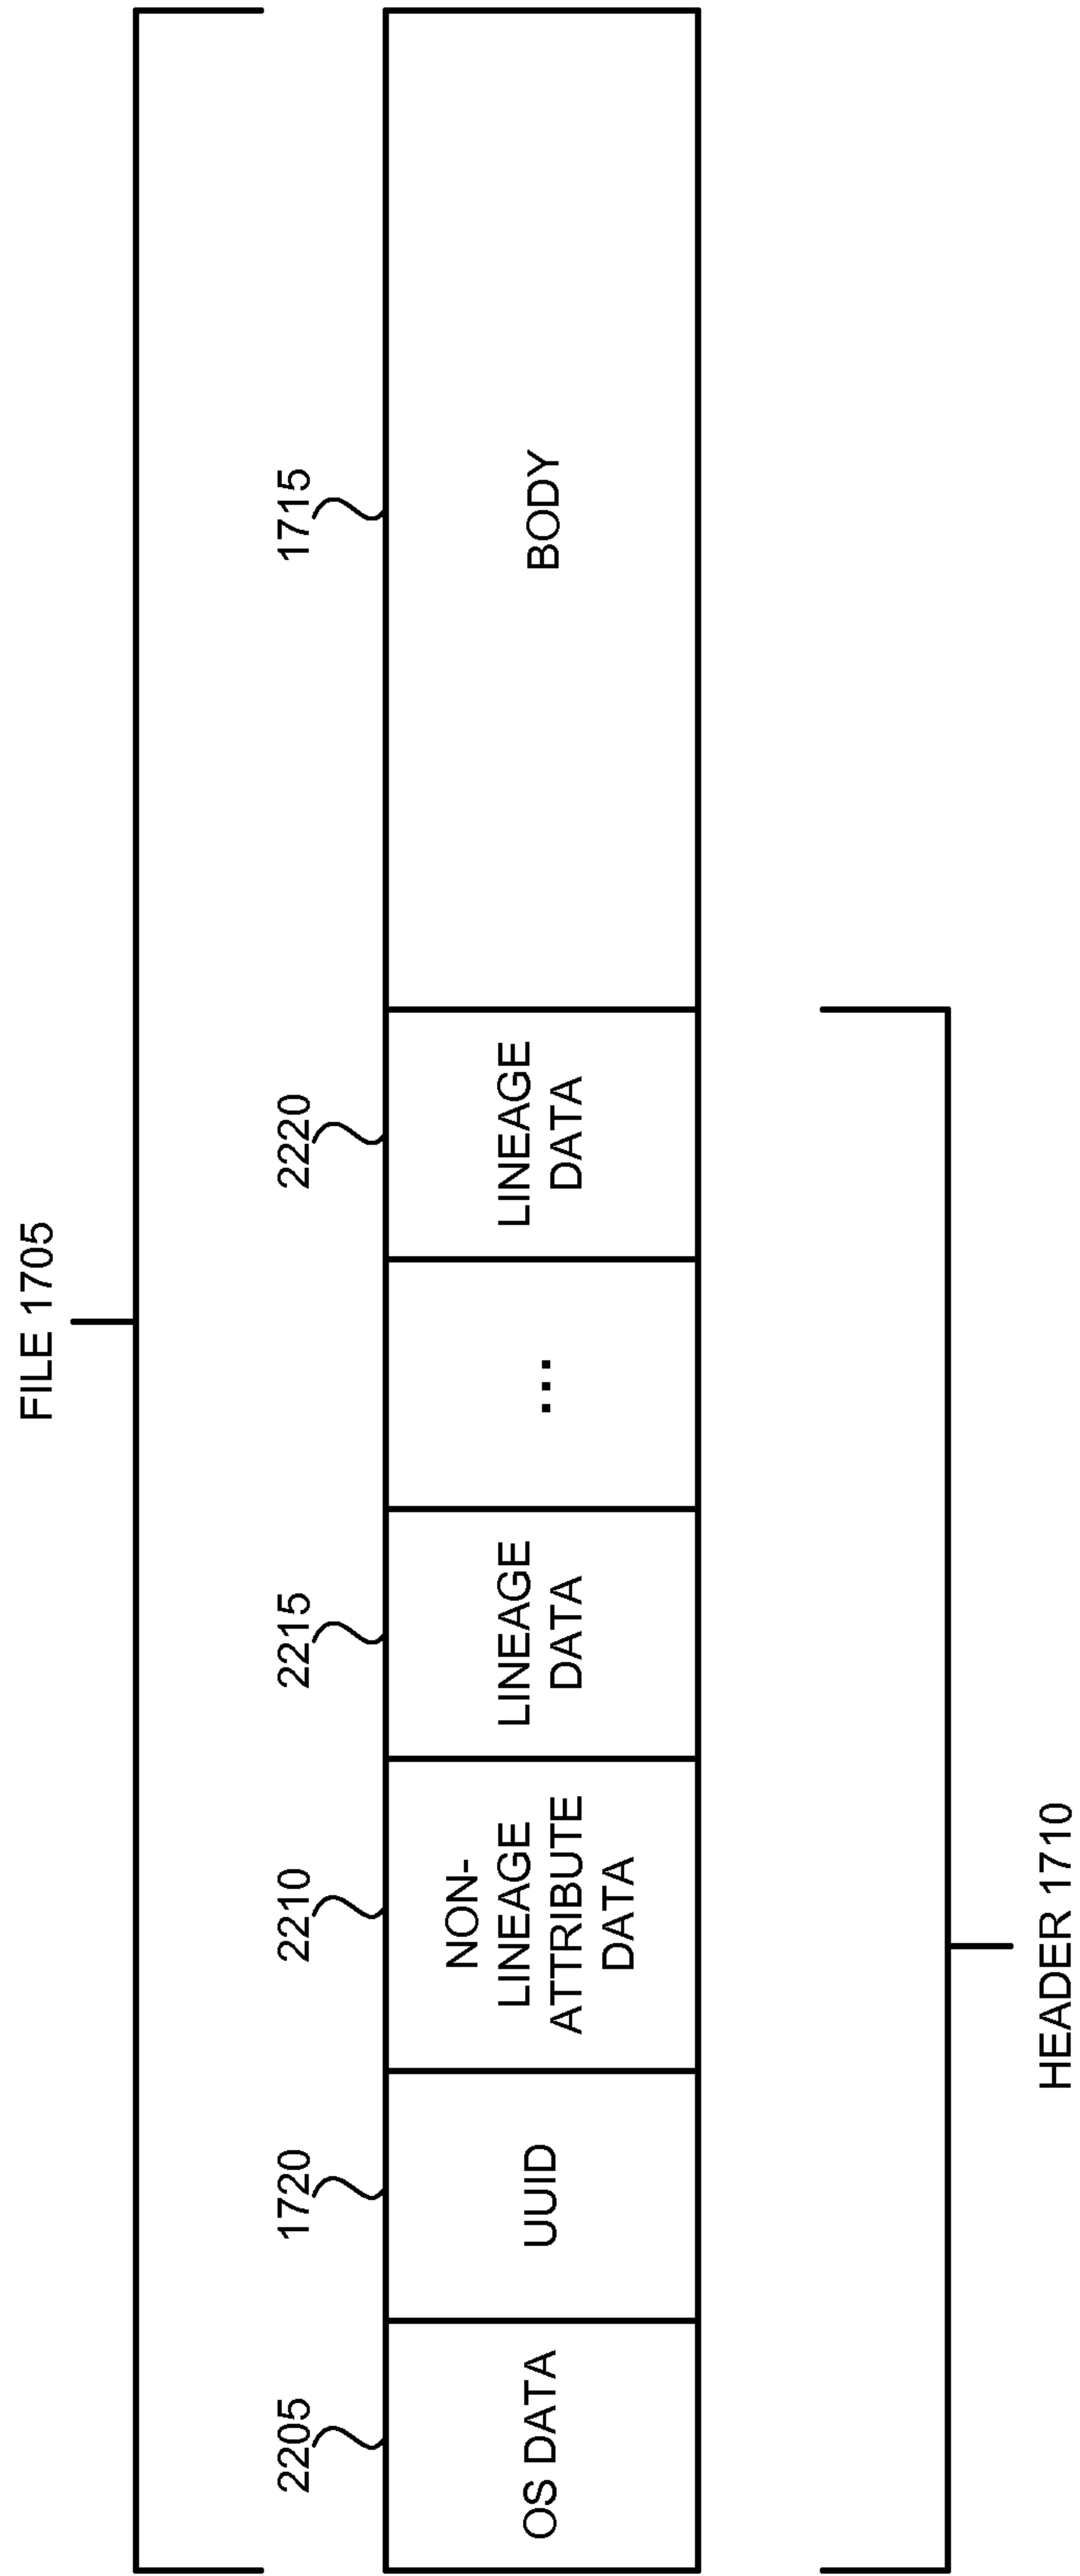 FILE 1705
2205
1720
2210
2215
2220
1715
OS DATA
UUID
NON-
LINEAGE
ATTRIBUTE
DATA
LINEAGE
DATA
...
LINEAGE
DATA
BODY
HEADER 1710